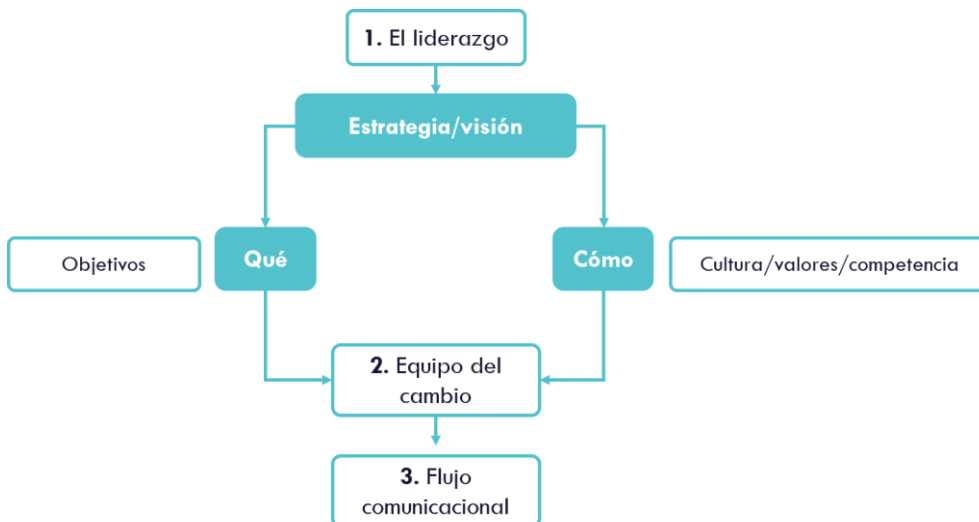 1. El liderazgo
Estrategia/visión
Objetivos
Qué
Cómo
Cultura/valores/competencia
2. Equipo del
cambio
3. Flujo
comunicacional